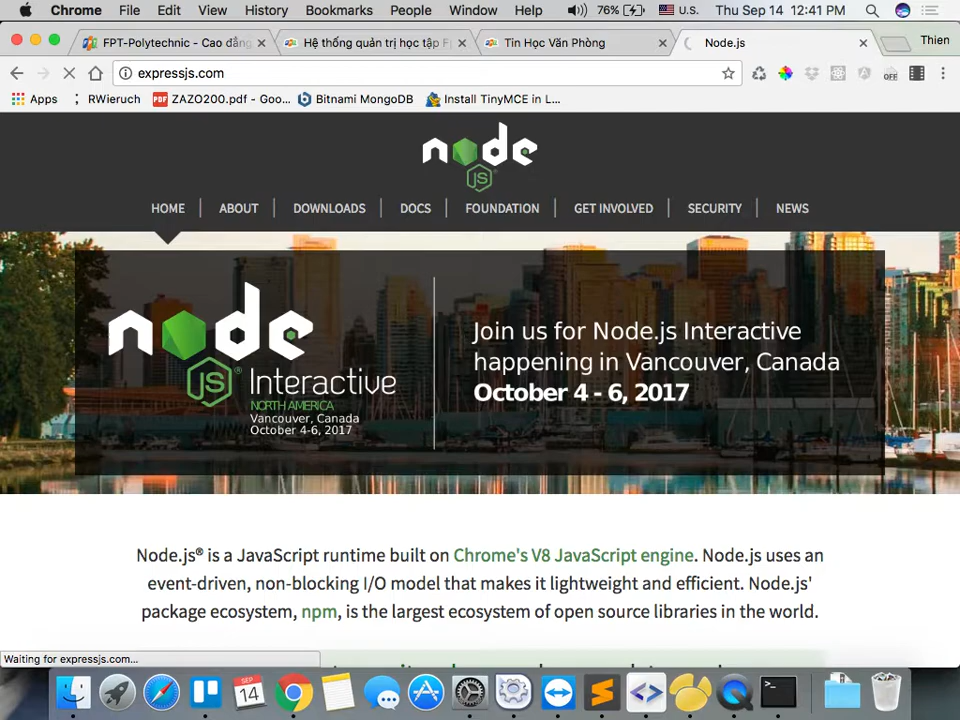 Chrome File Edit View History Bookmarks People Window Help 76% U.S. Thu Sep 14 12:41 PM
FPT-Polytechnic - Cao đẳng Hệ thống quản trị học tập F Tin Học Văn Phòng Node.js Thien
expressjs.com OFF
Apps RWieruch PDF ZAZO200.pdf - Goo... Bitnami MongoDB Install TinyMCE in L...
node
JS
HOME ABOUT DOWNLOADS DOCS FOUNDATION GET INVOLVED SECURITY NEWS
node
JS® Interactive
NORTH AMERICA
Vancouver, Canada
October 4-6, 2017
Join us for Node.js Interactive
happening in Vancouver, Canada
October 4 - 6, 2017
Node.js® is a JavaScript runtime built on Chrome's V8 JavaScript engine. Node.js uses an
event-driven, non-blocking I/O model that makes it lightweight and efficient. Node.js'
package ecosystem, npm, is the largest ecosystem of open source libraries in the world.
Waiting for expressjs.com...
SEP
14